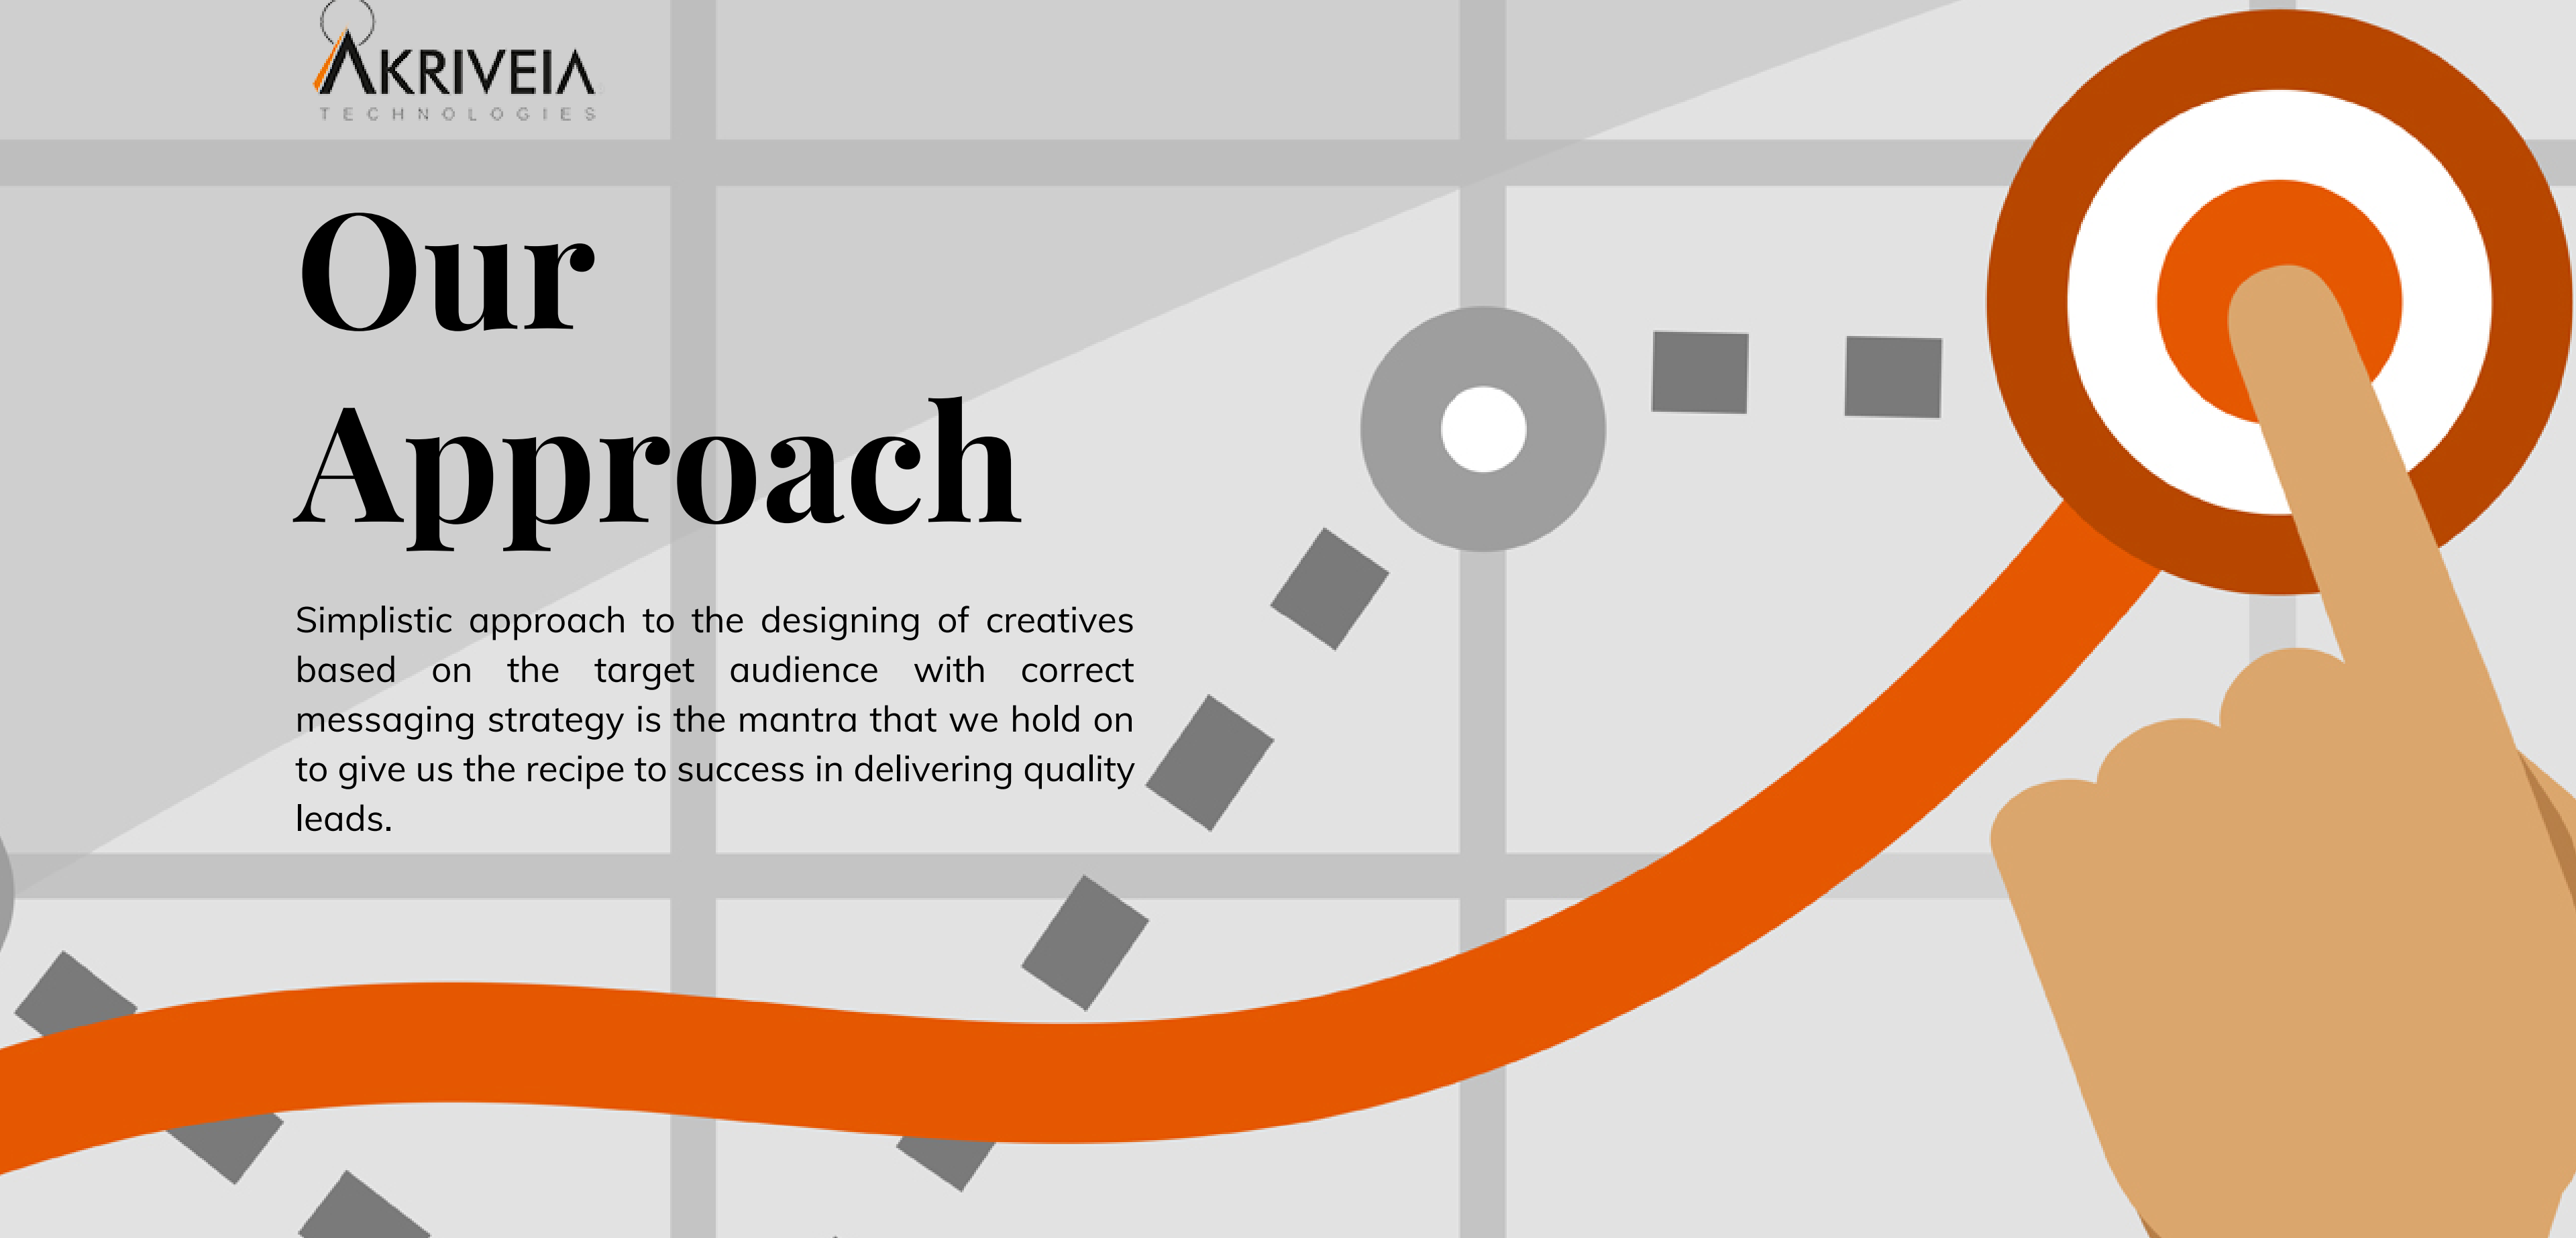 AKRIVEIA
TECHNOLOGIES
Our
Approach
Simplistic approach to the designing of creatives
based on the target audience with correct
messaging strategy is the mantra that we hold on
to give us the recipe to success in delivering quality
leads.